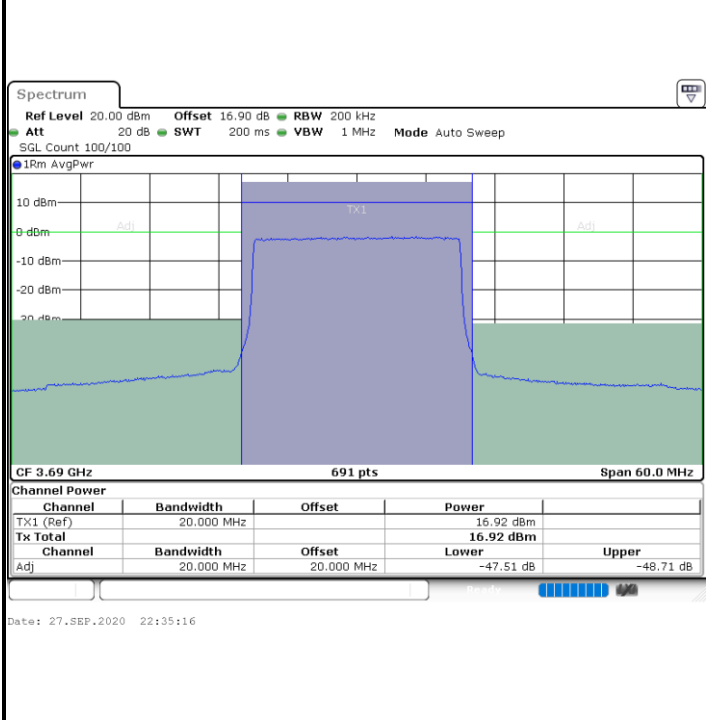 Spectrum
Ref Level 20.00 dBm Offset 16.90 dB RBW 200 kHz
Att 20 dB SWT 200 ms VBW 1 MHz Mode Auto Sweep
SGL Count 100/100
1Rm AvgPwr
10 dBm
TX1
Adj Adj
0 dBm
-10 dBm
-20 dBm
-30 dBm
CF 3.69 GHz 691 pts Span 60.0 MHz
Channel Power
Channel Bandwidth Offset Power
TX1 (Ref) 20.000 MHz 16.92 dBm
Tx Total 16.92 dBm
Channel Bandwidth Offset Lower Upper
Adj 20.000 MHz 20.000 MHz -47.51 dB -48.71 dB
Ready
Date: 27.SEP.2020 22:35:16